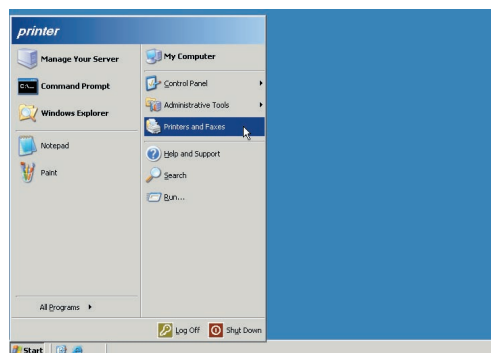 printer
Manage Your Server
Command Prompt
Windows Explorer
Notepad
Paint
All Programs
My Computer
Control Panel
Administrative Tools
Printers and Faxes
Help and Support
Search
Run...
Log Off
Shut Down
Start